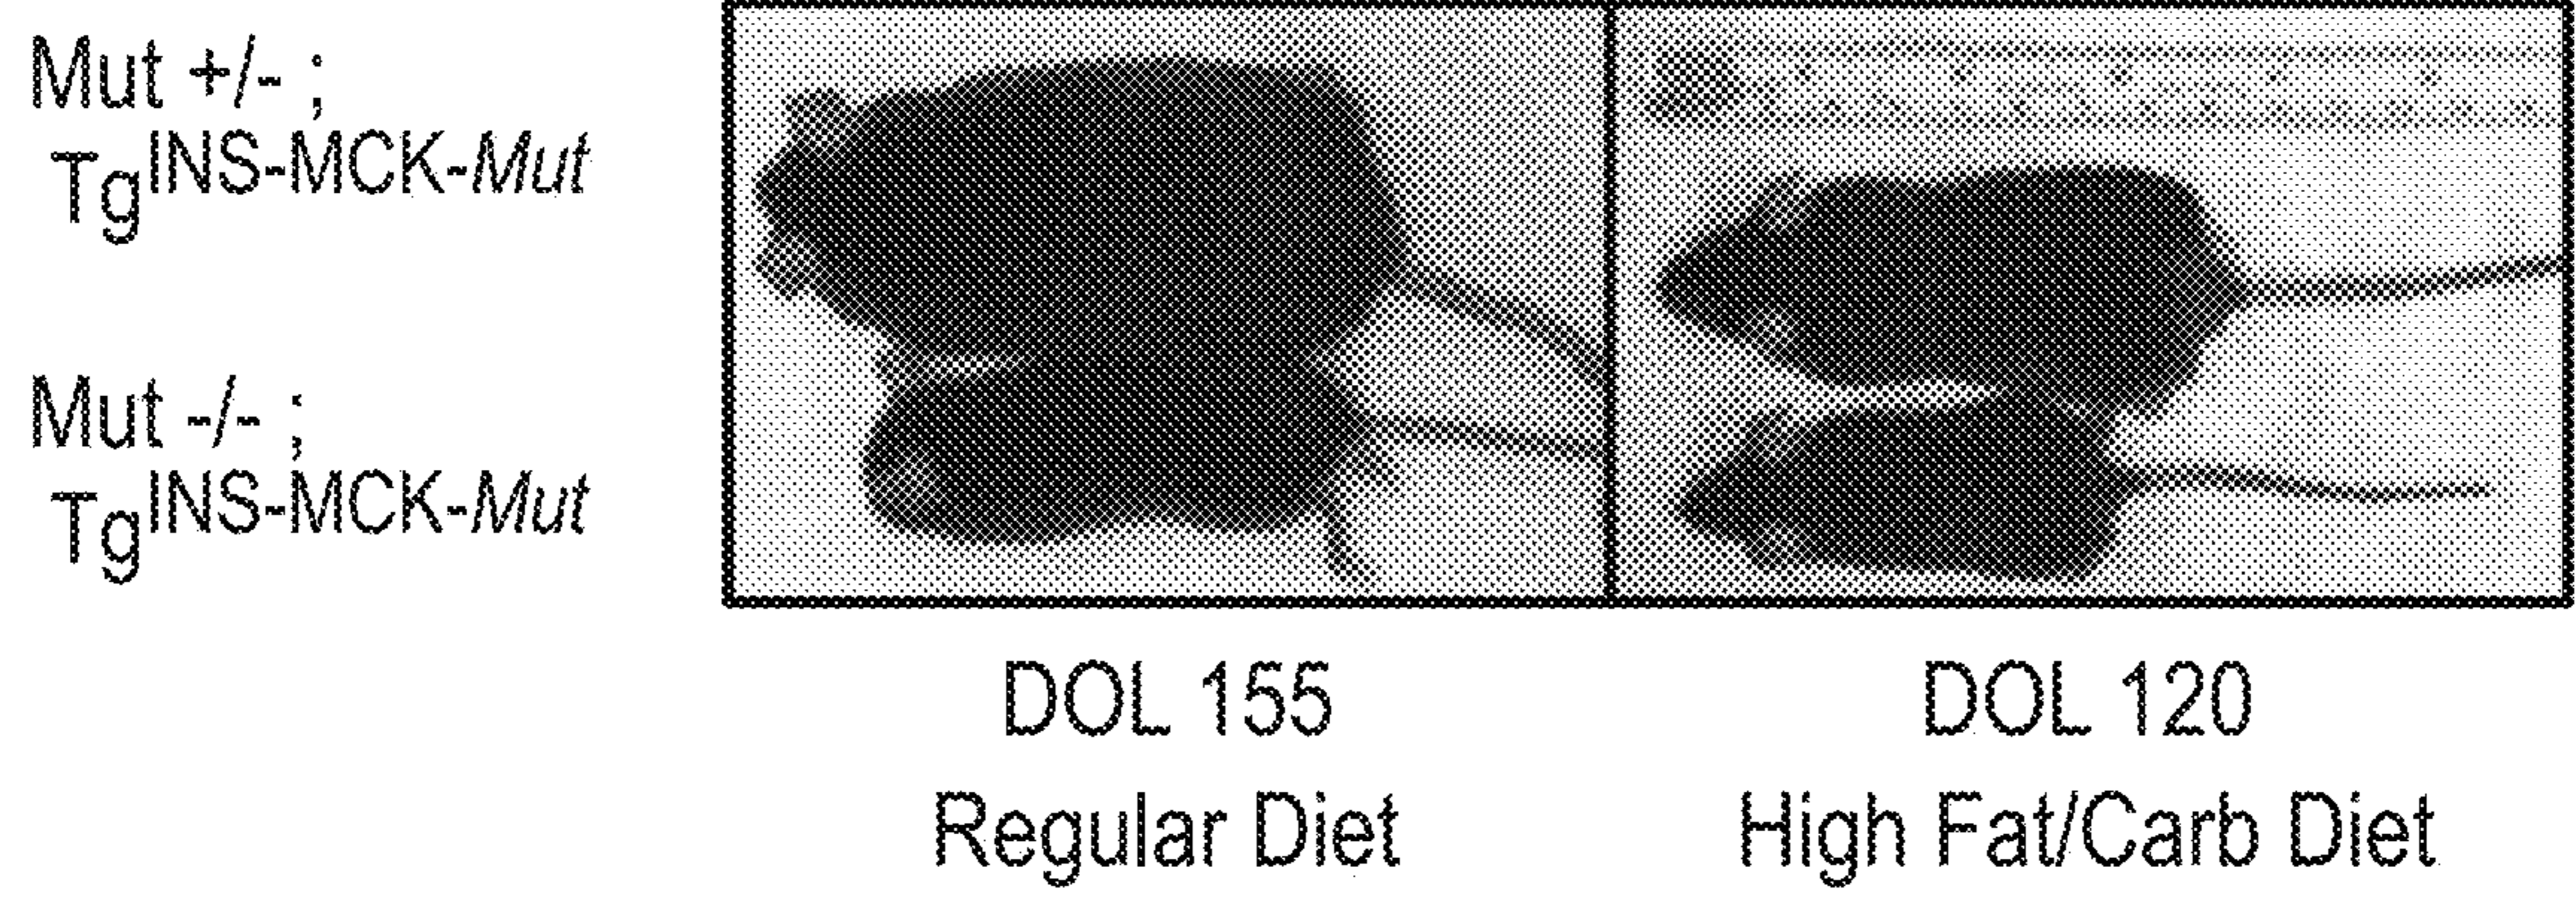 Mut +/- ;
TgINS-MCK-Mut
Mut -/- ;
TgINS-MCK-Mut
DOL 155
DOL 120
Regular Diet
High Fat/Carb Diet